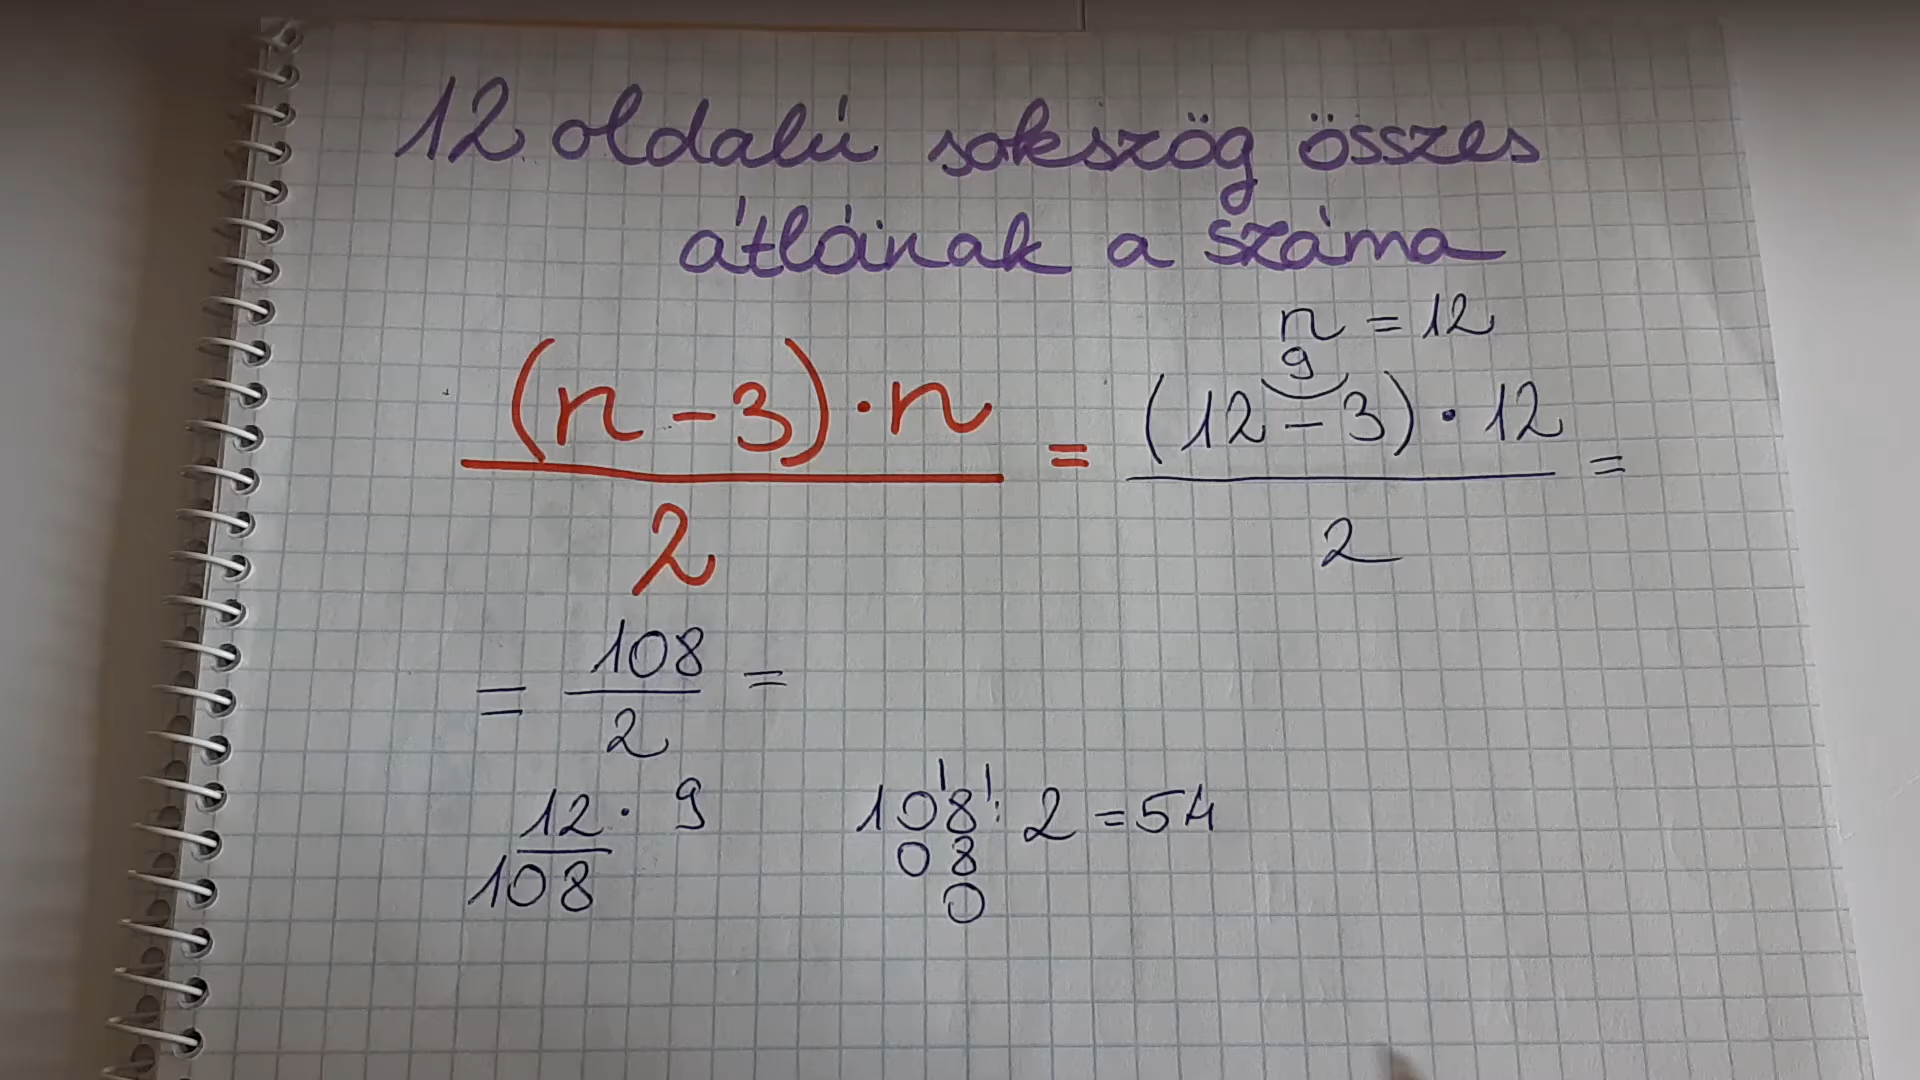 12 oldalú sokszög összes
átlóinak a száma
n = 12
9
(n - 3) · n / 2 = (12 - 3) · 12 / 2 =
= 108 / 2 =
12 · 9
108
108 : 2 = 54
08
0